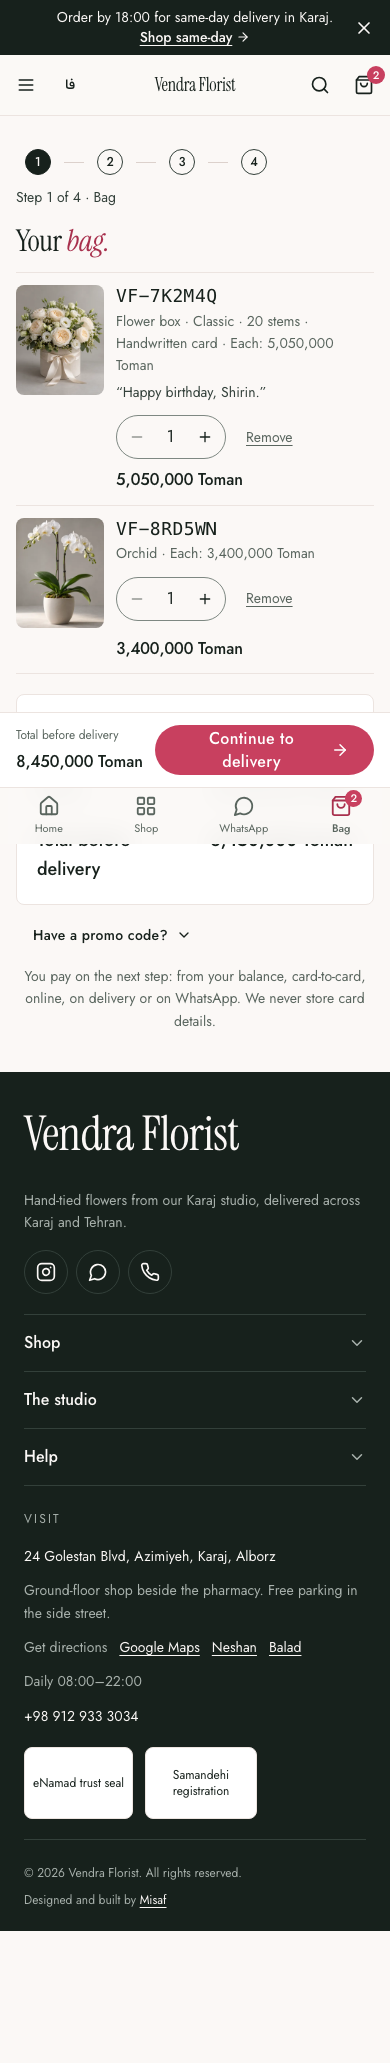 Order by 18:00 for same-day delivery in Karaj.
Shop same-day →
فا
Vendra Florist
2
1
2
3
4
Step 1 of 4 · Bag
Your bag.
VF–7K2M4Q
Flower box · Classic · 20 stems ·
Handwritten card · Each: 5,050,000
Toman
“Happy birthday, Shirin.”
1
Remove
5,050,000 Toman
VF–8RD5WN
Orchid · Each: 3,400,000 Toman
1
Remove
3,400,000 Toman
Total before delivery
8,450,000 Toman
Continue to
delivery
Home
Shop
WhatsApp
2
Bag
delivery
Have a promo code?
You pay on the next step: from your balance, card-to-card,
online, on delivery or on WhatsApp. We never store card
details.
Vendra Florist
Hand-tied flowers from our Karaj studio, delivered across
Karaj and Tehran.
Shop
The studio
Help
VISIT
24 Golestan Blvd, Azimiyeh, Karaj, Alborz
Ground-floor shop beside the pharmacy. Free parking in
the side street.
Get directions Google Maps Neshan Balad
Daily 08:00–22:00
+98 912 933 3034
eNamad trust seal
Samandehi
registration
© 2026 Vendra Florist. All rights reserved.
Designed and built by Misaf